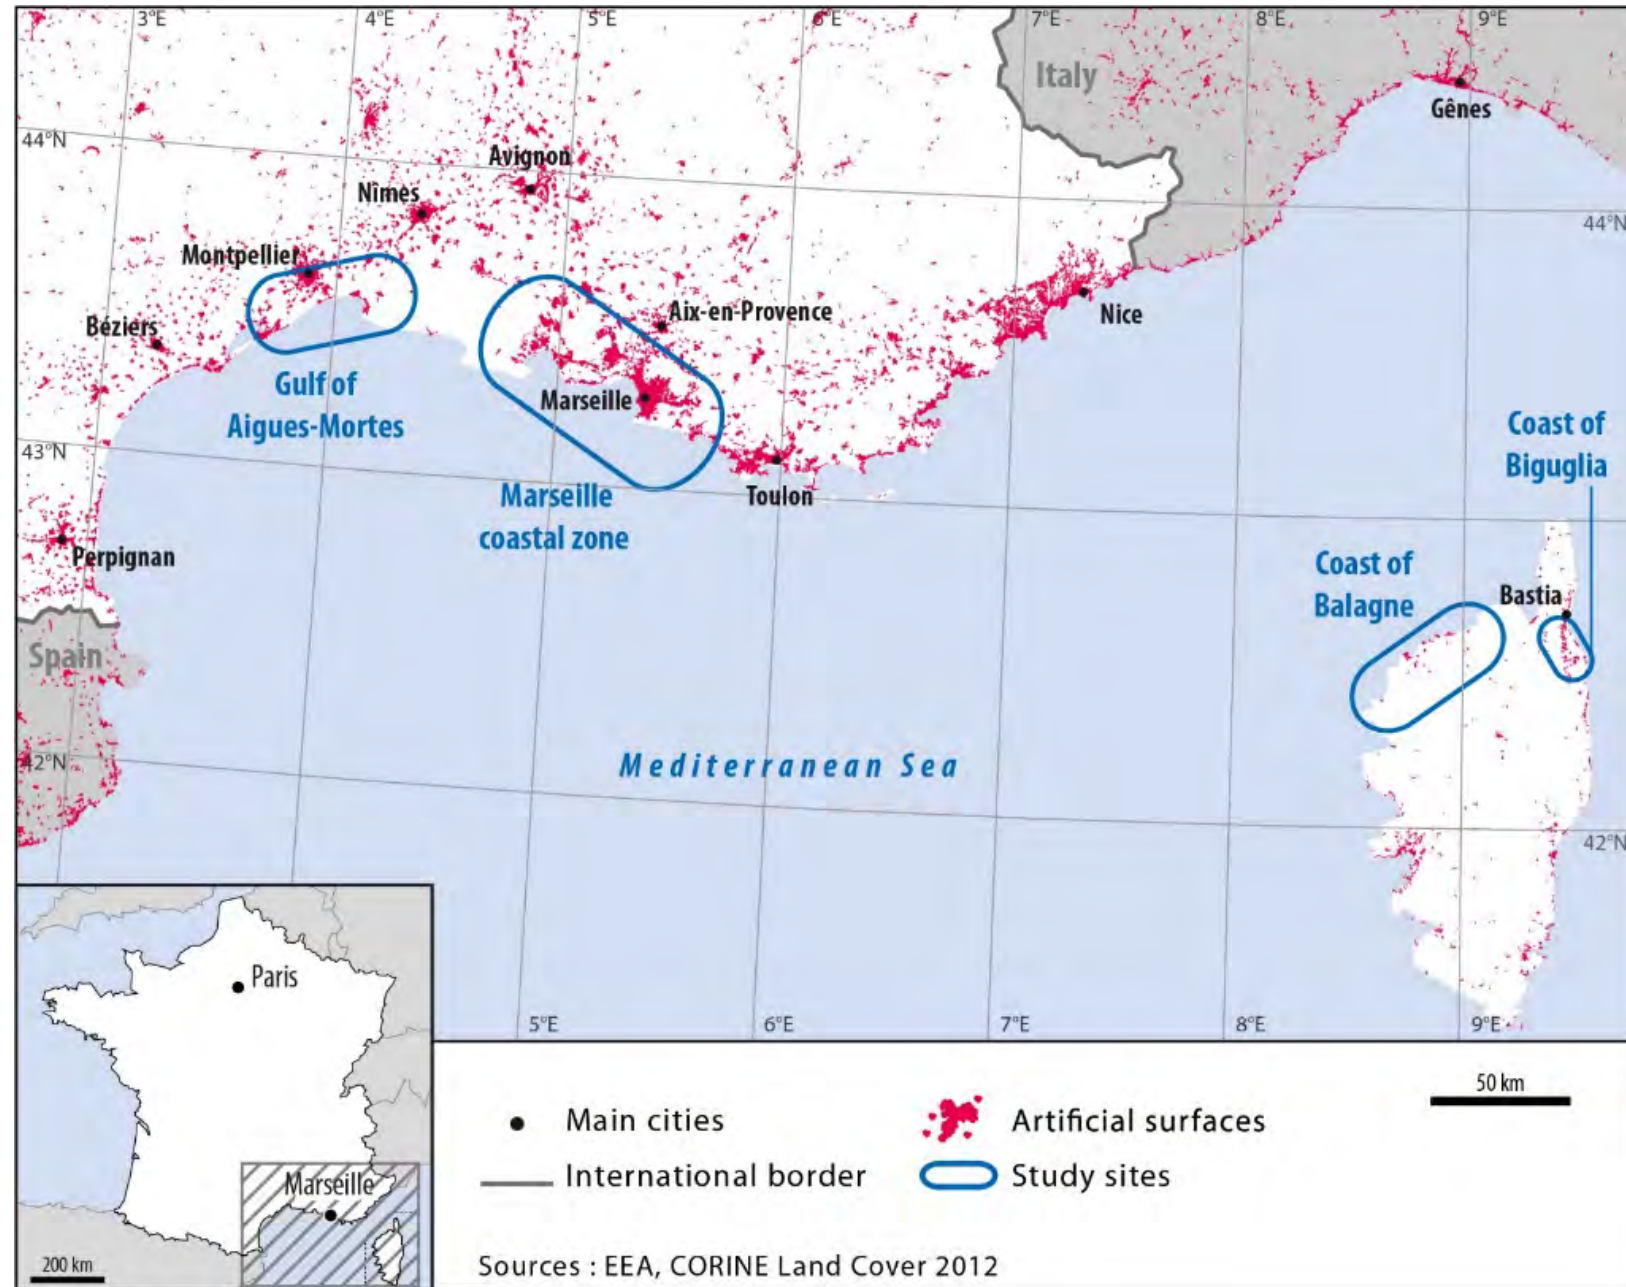 3°E
4°E
5°E
6°E
7°E
8°E
9°E
Italy
Gênes
44°N
Avignon
Nîmes
44°N
Montpellier
Aix-en-Provence
Nice
Béziers
Gulf of
Aigues-Mortes
Marseille
Coast of
Biguglia
43°N
Marseille
coastal zone
Toulon
Perpignan
Coast of
Balagne
Bastia
Spain
Mediterranean Sea
42°N
42°N
5°E
6°E
7°E
8°E
9°E
Paris
Marseille
200 km
50 km
Main cities
Artificial surfaces
International border
Study sites
Sources : EEA, CORINE Land Cover 2012